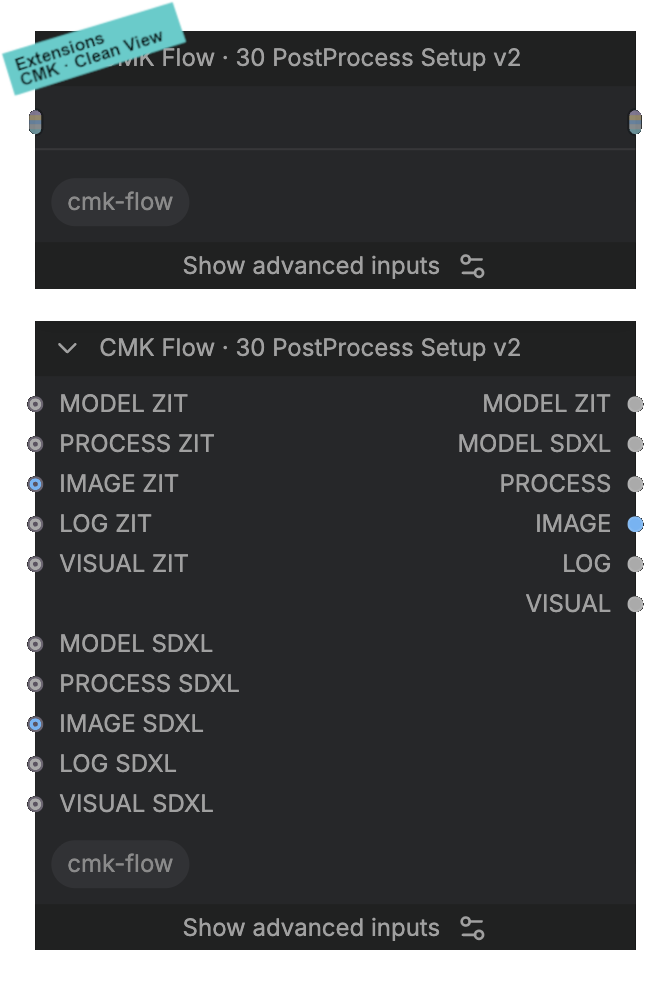 Extensions
CMK · Clean View
MK Flow · 30 PostProcess Setup v2
cmk-flow
Show advanced inputs
CMK Flow · 30 PostProcess Setup v2
MODEL ZIT
MODEL ZIT
PROCESS ZIT
MODEL SDXL
IMAGE ZIT
PROCESS
LOG ZIT
IMAGE
VISUAL ZIT
LOG
VISUAL
MODEL SDXL
PROCESS SDXL
IMAGE SDXL
LOG SDXL
VISUAL SDXL
cmk-flow
Show advanced inputs